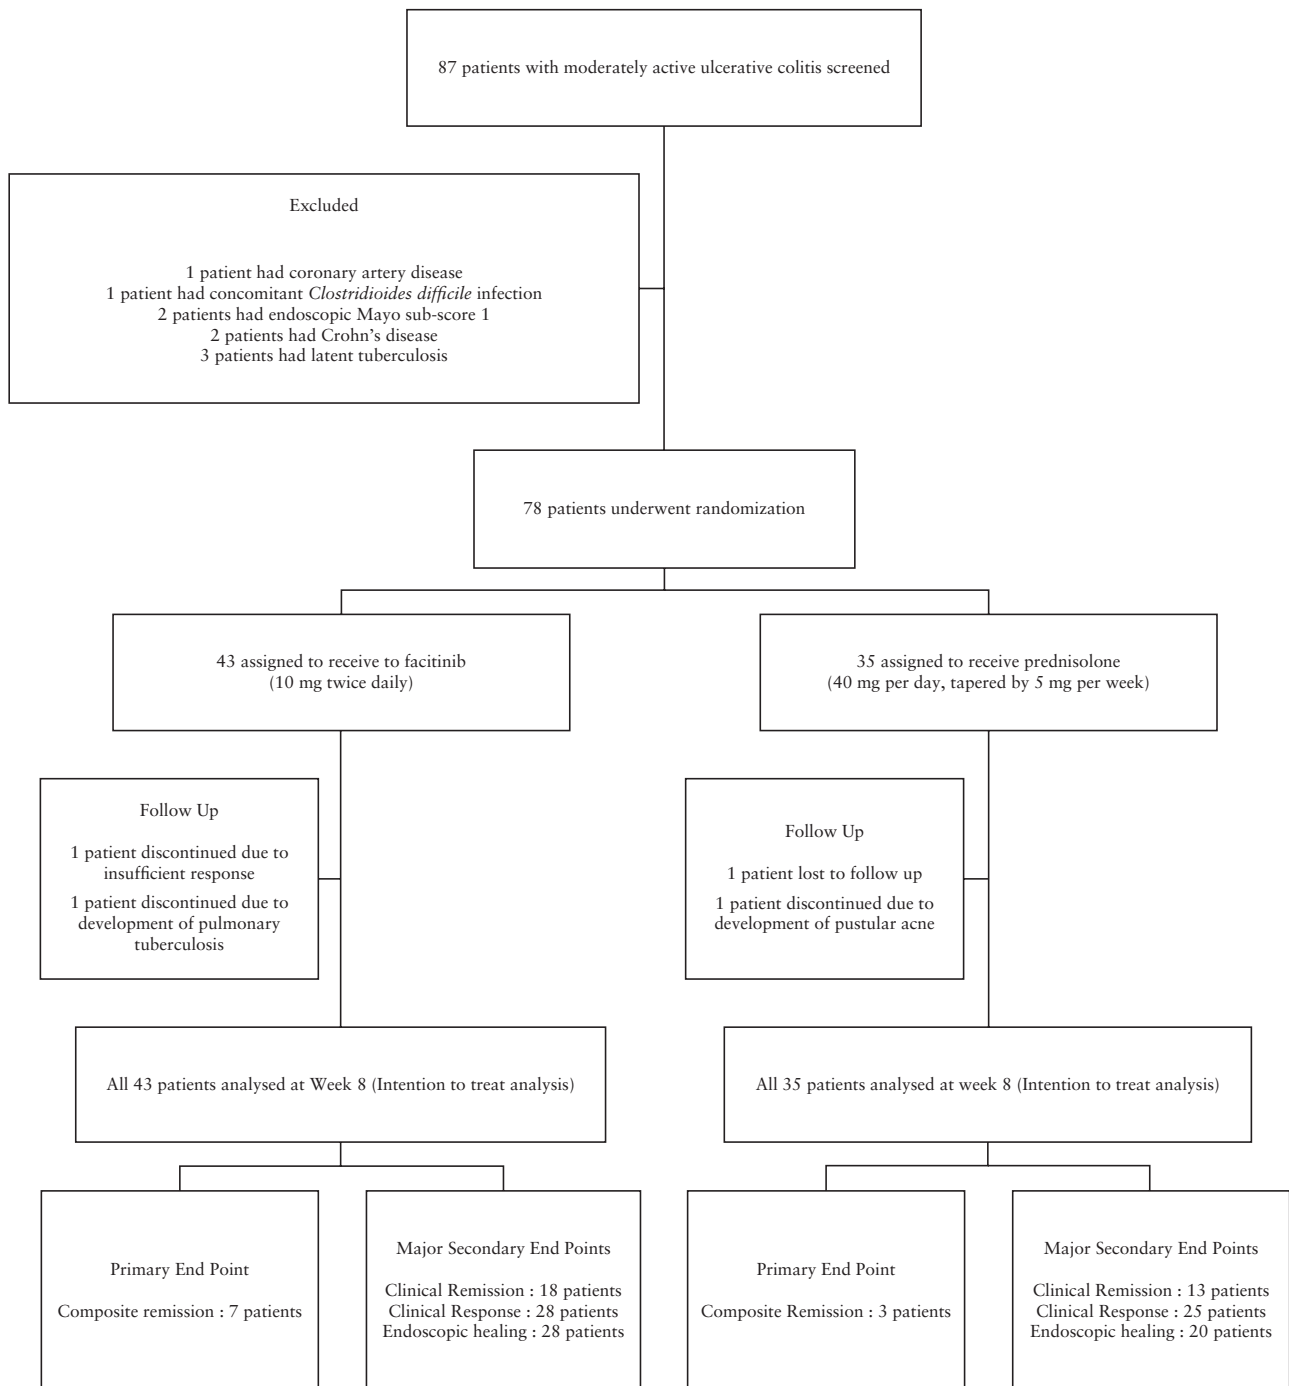 87 patients with moderately active ulcerative colitis screened
Excluded
1 patient had coronary artery disease
1 patient had concomitant Clostridioides difficile infection
2 patients had endoscopic Mayo sub-score 1
2 patients had Crohn's disease
3 patients had latent tuberculosis
78 patients underwent randomization
43 assigned to receive to facitinib
(10 mg twice daily)
35 assigned to receive prednisolone
(40 mg per day, tapered by 5 mg per week)
Follow Up
1 patient discontinued due to
insufficient response
1 patient discontinued due to
development of pulmonary
tuberculosis
Follow Up
1 patient lost to follow up
1 patient discontinued due to
development of pustular acne
All 43 patients analysed at Week 8 (Intention to treat analysis)
All 35 patients analysed at week 8 (Intention to treat analysis)
Primary End Point
Composite remission : 7 patients
Major Secondary End Points
Clinical Remission : 18 patients
Clinical Response : 28 patients
Endoscopic healing : 28 patients
Primary End Point
Composite Remission : 3 patients
Major Secondary End Points
Clinical Remission : 13 patients
Clinical Response : 25 patients
Endoscopic healing : 20 patients